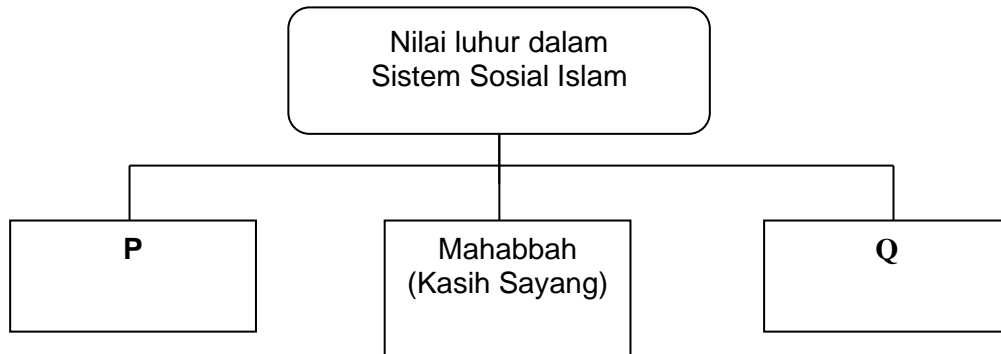 Nilai luhur dalam
Sistem Sosial Islam
P
Mahabbah
(Kasih Sayang)
Q